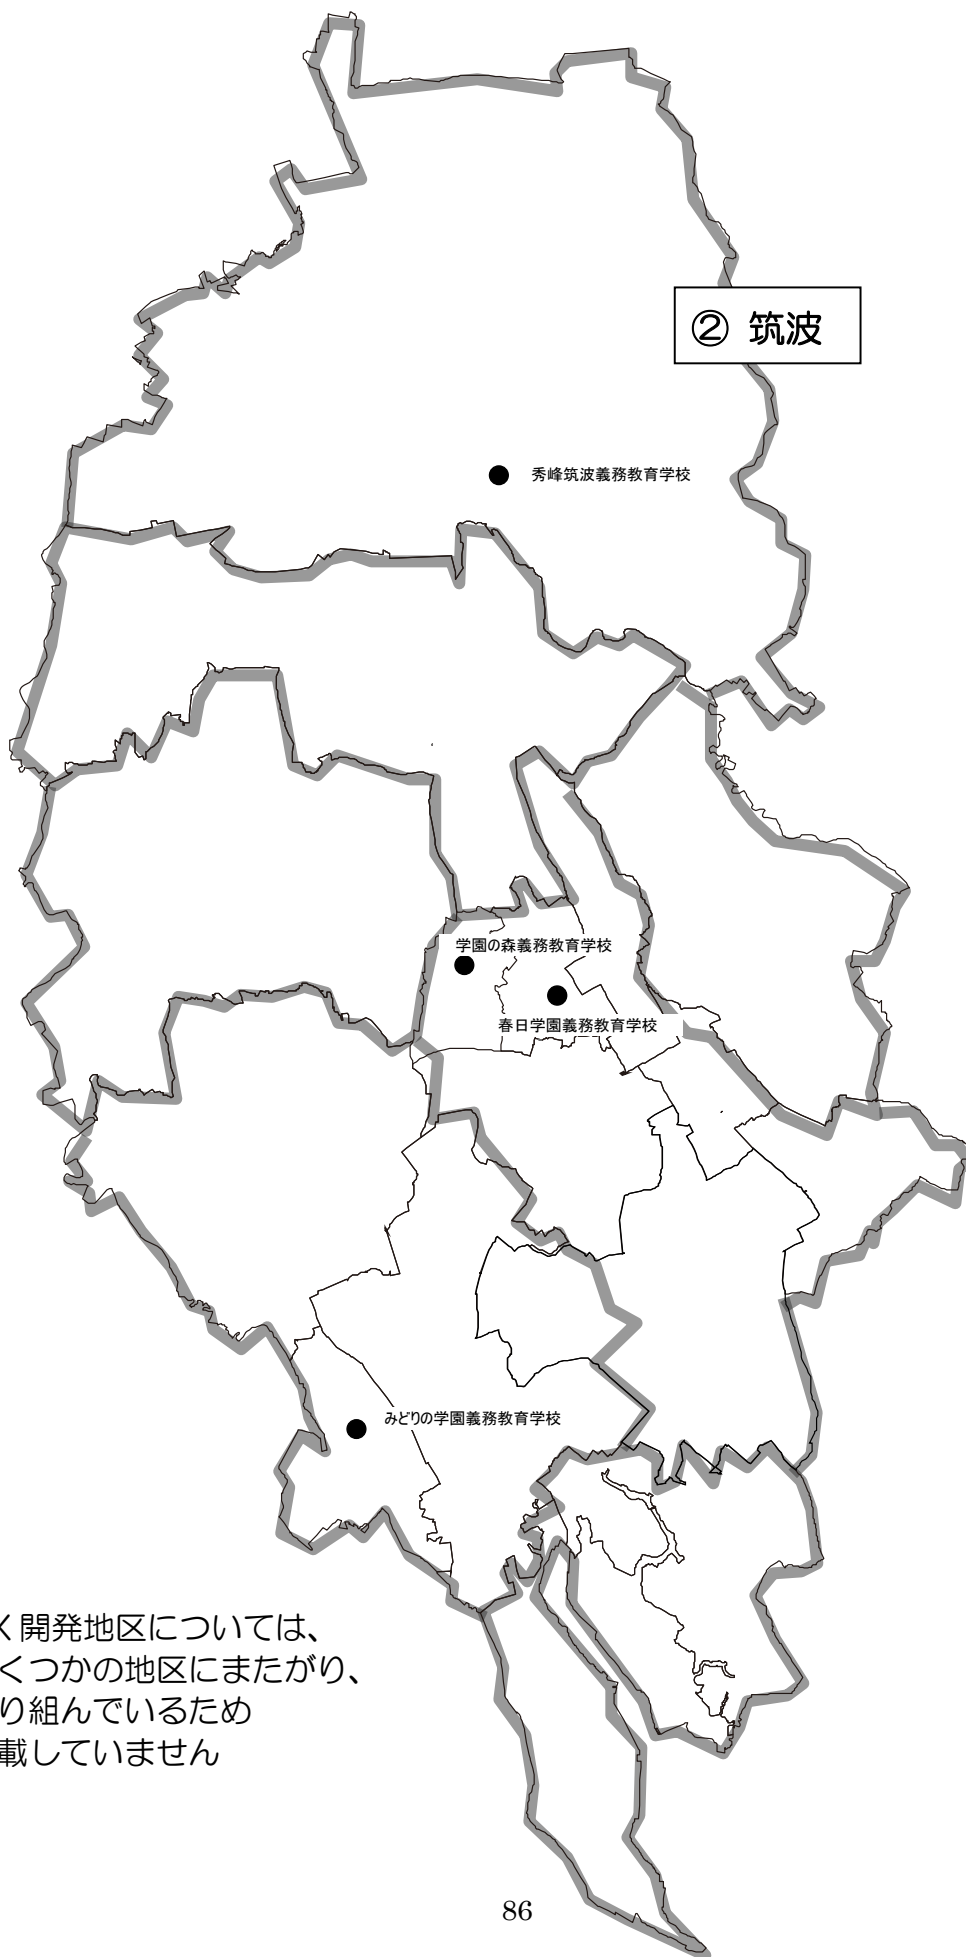 ② 筑波
秀峰筑波義務教育学校
学園の森義務教育学校
春日学園義務教育学校
みどりの学園義務教育学校
く開発地区については、
くつかの地区にまたがり、
り組んでいるため
載していません
86